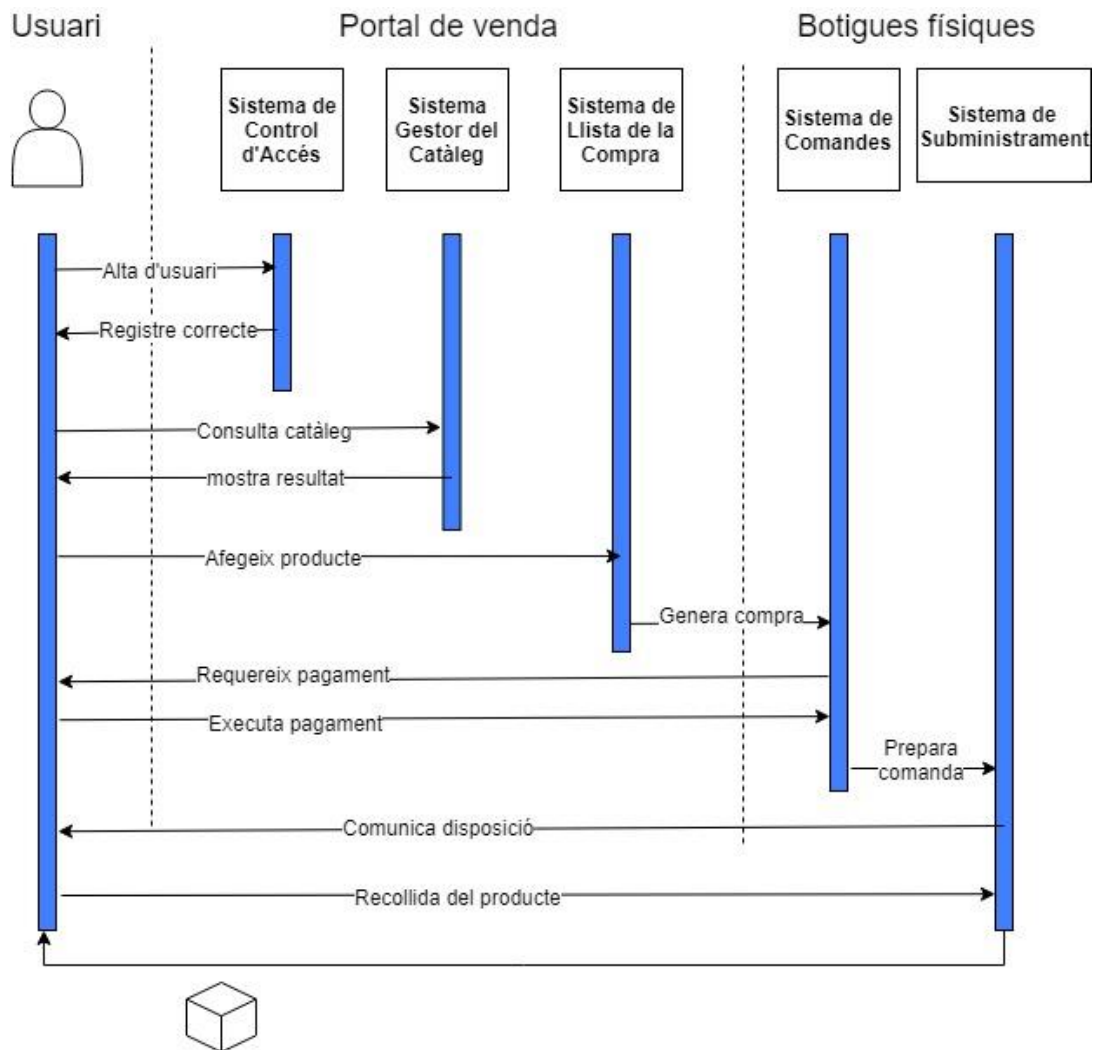 Usuari
Portal de venda
Botigues físiques
Sistema de
Control
d'Accés
Sistema
Gestor del
Catàleg
Sistema de
Llista de la
Compra
Sistema de
Comandes
Sistema de
Subministrament
Alta d'usuari
Registre correcte
Consulta catàleg
mostra resultat
Afegeix producte
Genera compra
Requereix pagament
Executa pagament
Prepara
comanda
Comunica disposició
Recollida del producte